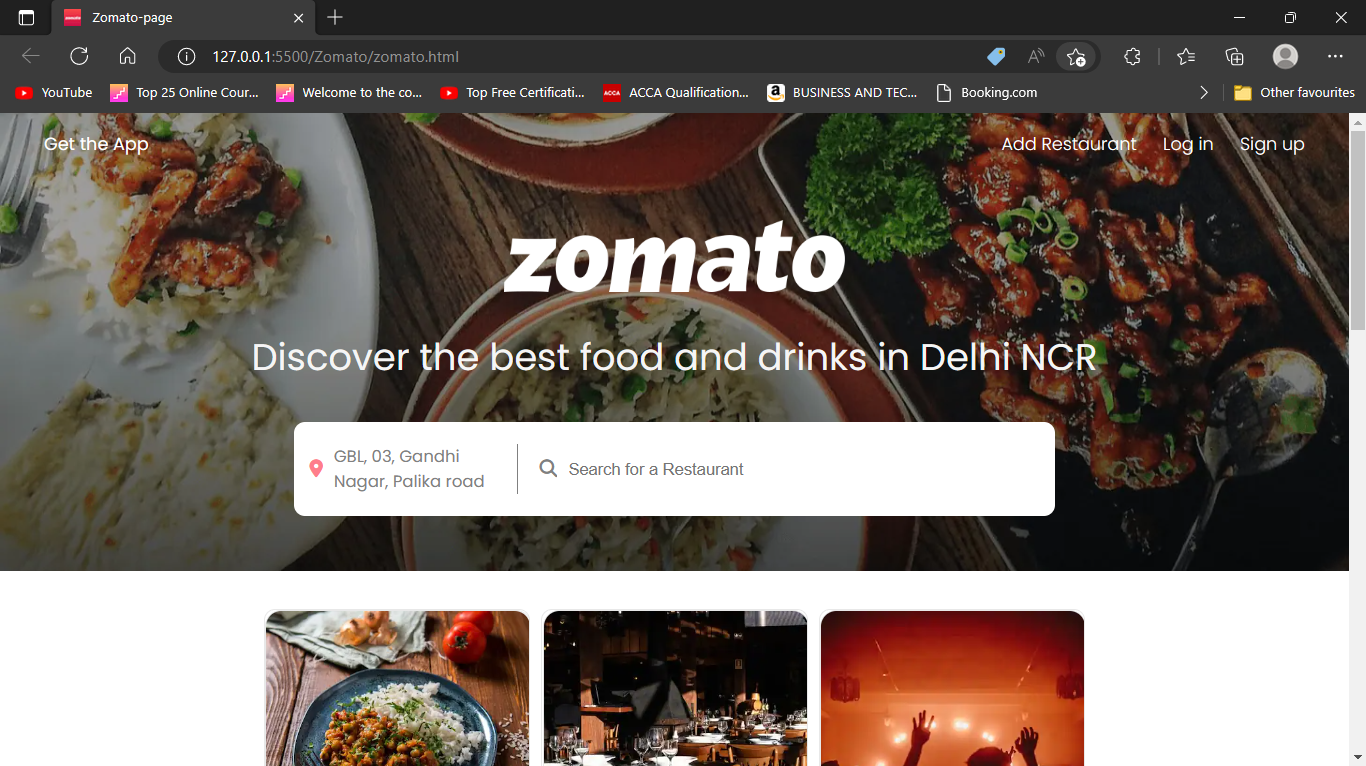 Zomato-page
127.0.0.1:5500/Zomato/zomato.html
YouTube
Top 25 Online Cour...
Welcome to the co...
Top Free Certificati...
ACCA
ACCA Qualification...
BUSINESS AND TEC...
Booking.com
Other favourites
Get the App
Add Restaurant
Log in
Sign up
zomato
Discover the best food and drinks in Delhi NCR
GBL, 03, Gandhi
Nagar, Palika road
Search for a Restaurant